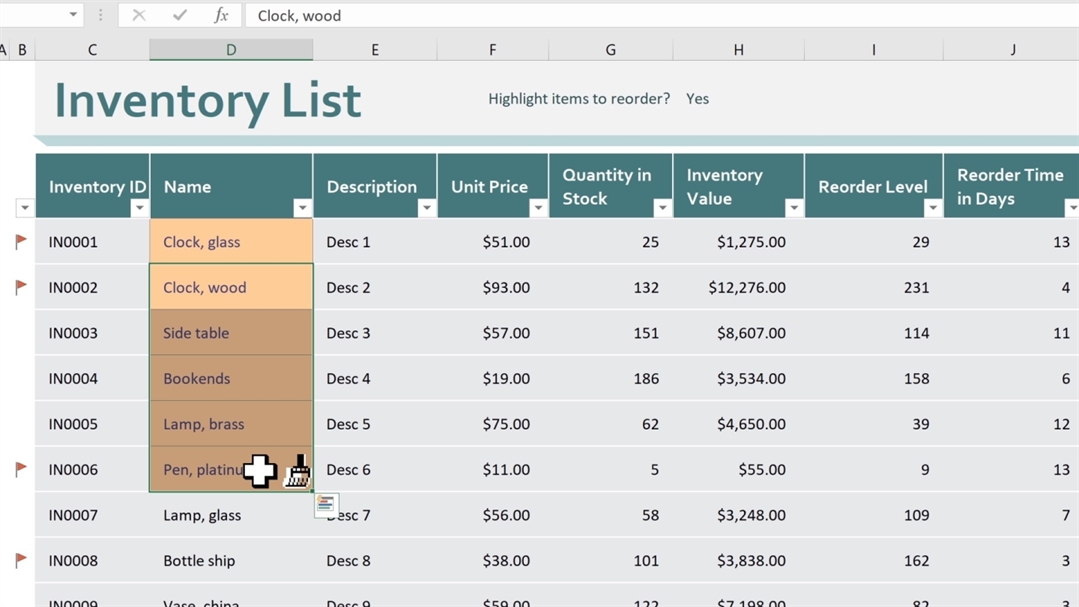 fx Clock, wood
A B C D E F G H I J
Inventory List Highlight items to reorder? Yes
Inventory ID Name Description Unit Price Quantity in Stock Inventory Value Reorder Level Reorder Time in Days
IN0001 Clock, glass Desc 1 $51.00 25 $1,275.00 29 13
IN0002 Clock, wood Desc 2 $93.00 132 $12,276.00 231 4
IN0003 Side table Desc 3 $57.00 151 $8,607.00 114 11
IN0004 Bookends Desc 4 $19.00 186 $3,534.00 158 6
IN0005 Lamp, brass Desc 5 $75.00 62 $4,650.00 39 12
IN0006 Pen, platinu Desc 6 $11.00 5 $55.00 9 13
IN0007 Lamp, glass Desc 7 $56.00 58 $3,248.00 109 7
IN0008 Bottle ship Desc 8 $38.00 101 $3,838.00 162 3
IN0009 Vase, china Desc 9 $59.00 122 $7,198.00 82 3